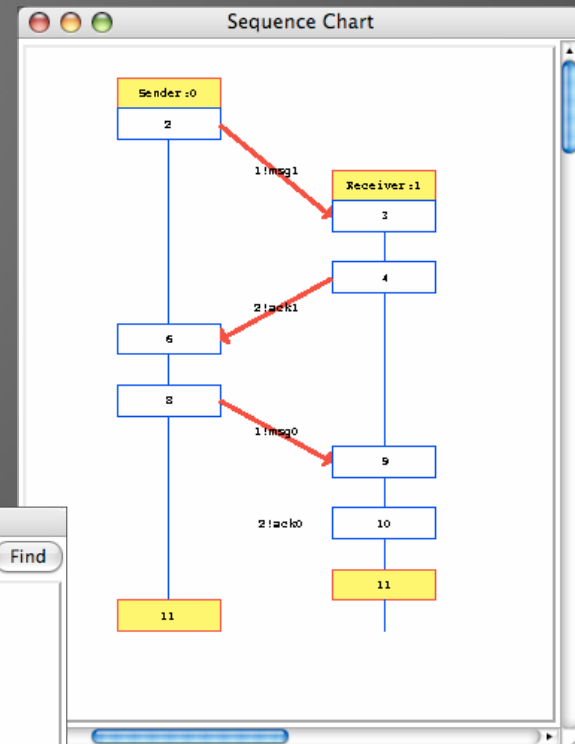 Sequence Chart
Sender:0
2
1!msg1
Receiver:1
3
4
2!ack1
6
8
1!msg0
9
2!ack0
10
Find
11
11